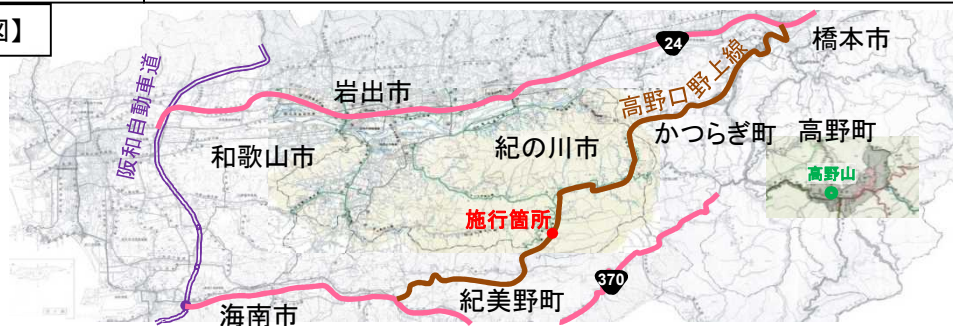 図】
24
橋本市
阪和自動車道
岩出市
高野口野上線
和歌山市
紀の川市
かつらぎ町
高野町
高野山
施行箇所
370
紀美野町
海南市